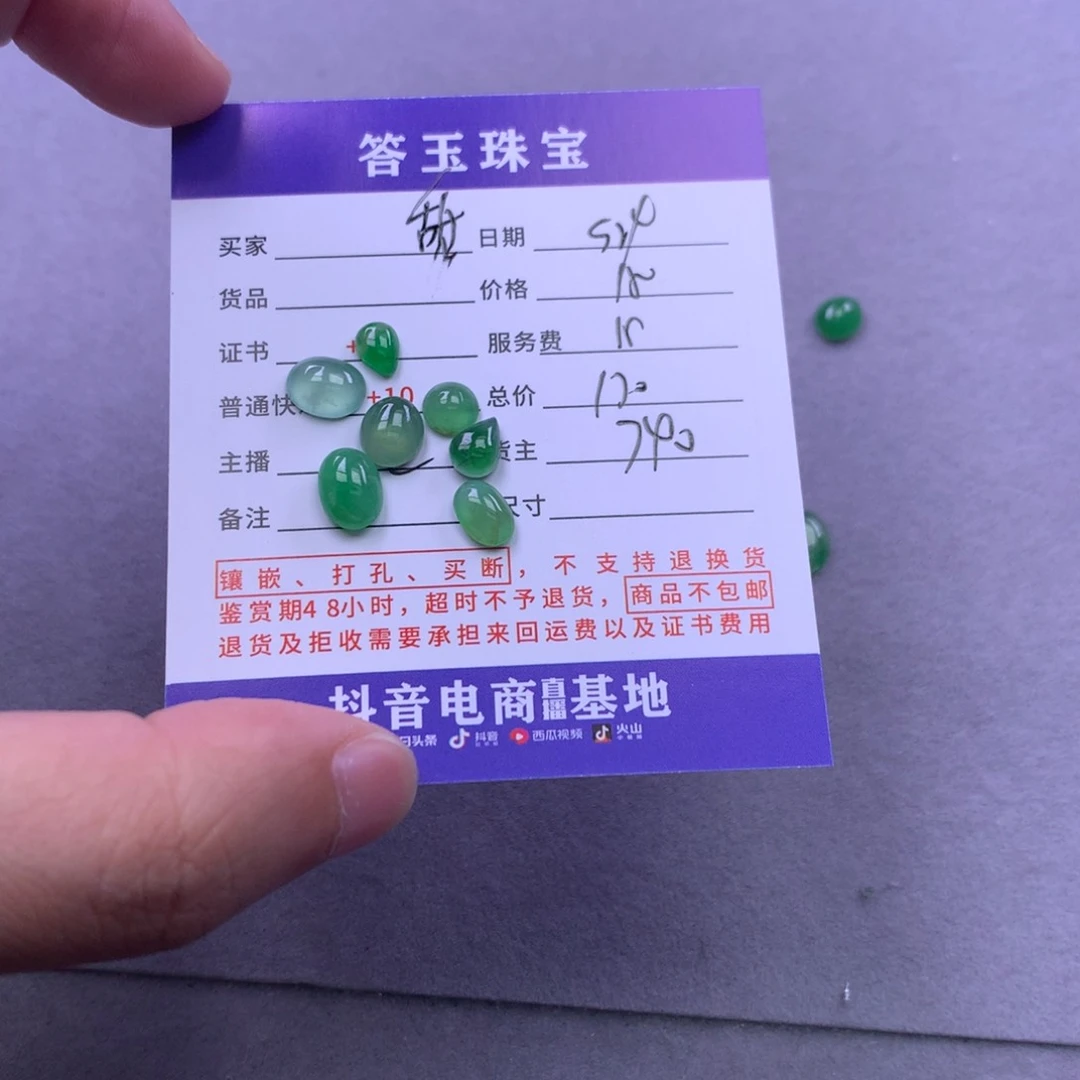 答玉珠宝
买家 日期
货品 价格
证书 + 服务费
普通快 +10 总价 170
主播 货主 740
备注 尺寸
镶嵌、打孔、买断，不支持退换货
鉴赏期48小时，超时不予退货，商品不包邮
退货及拒收需要承担来回运费以及证书费用
抖音电商直播基地
日头条 抖音 西瓜视频 火山